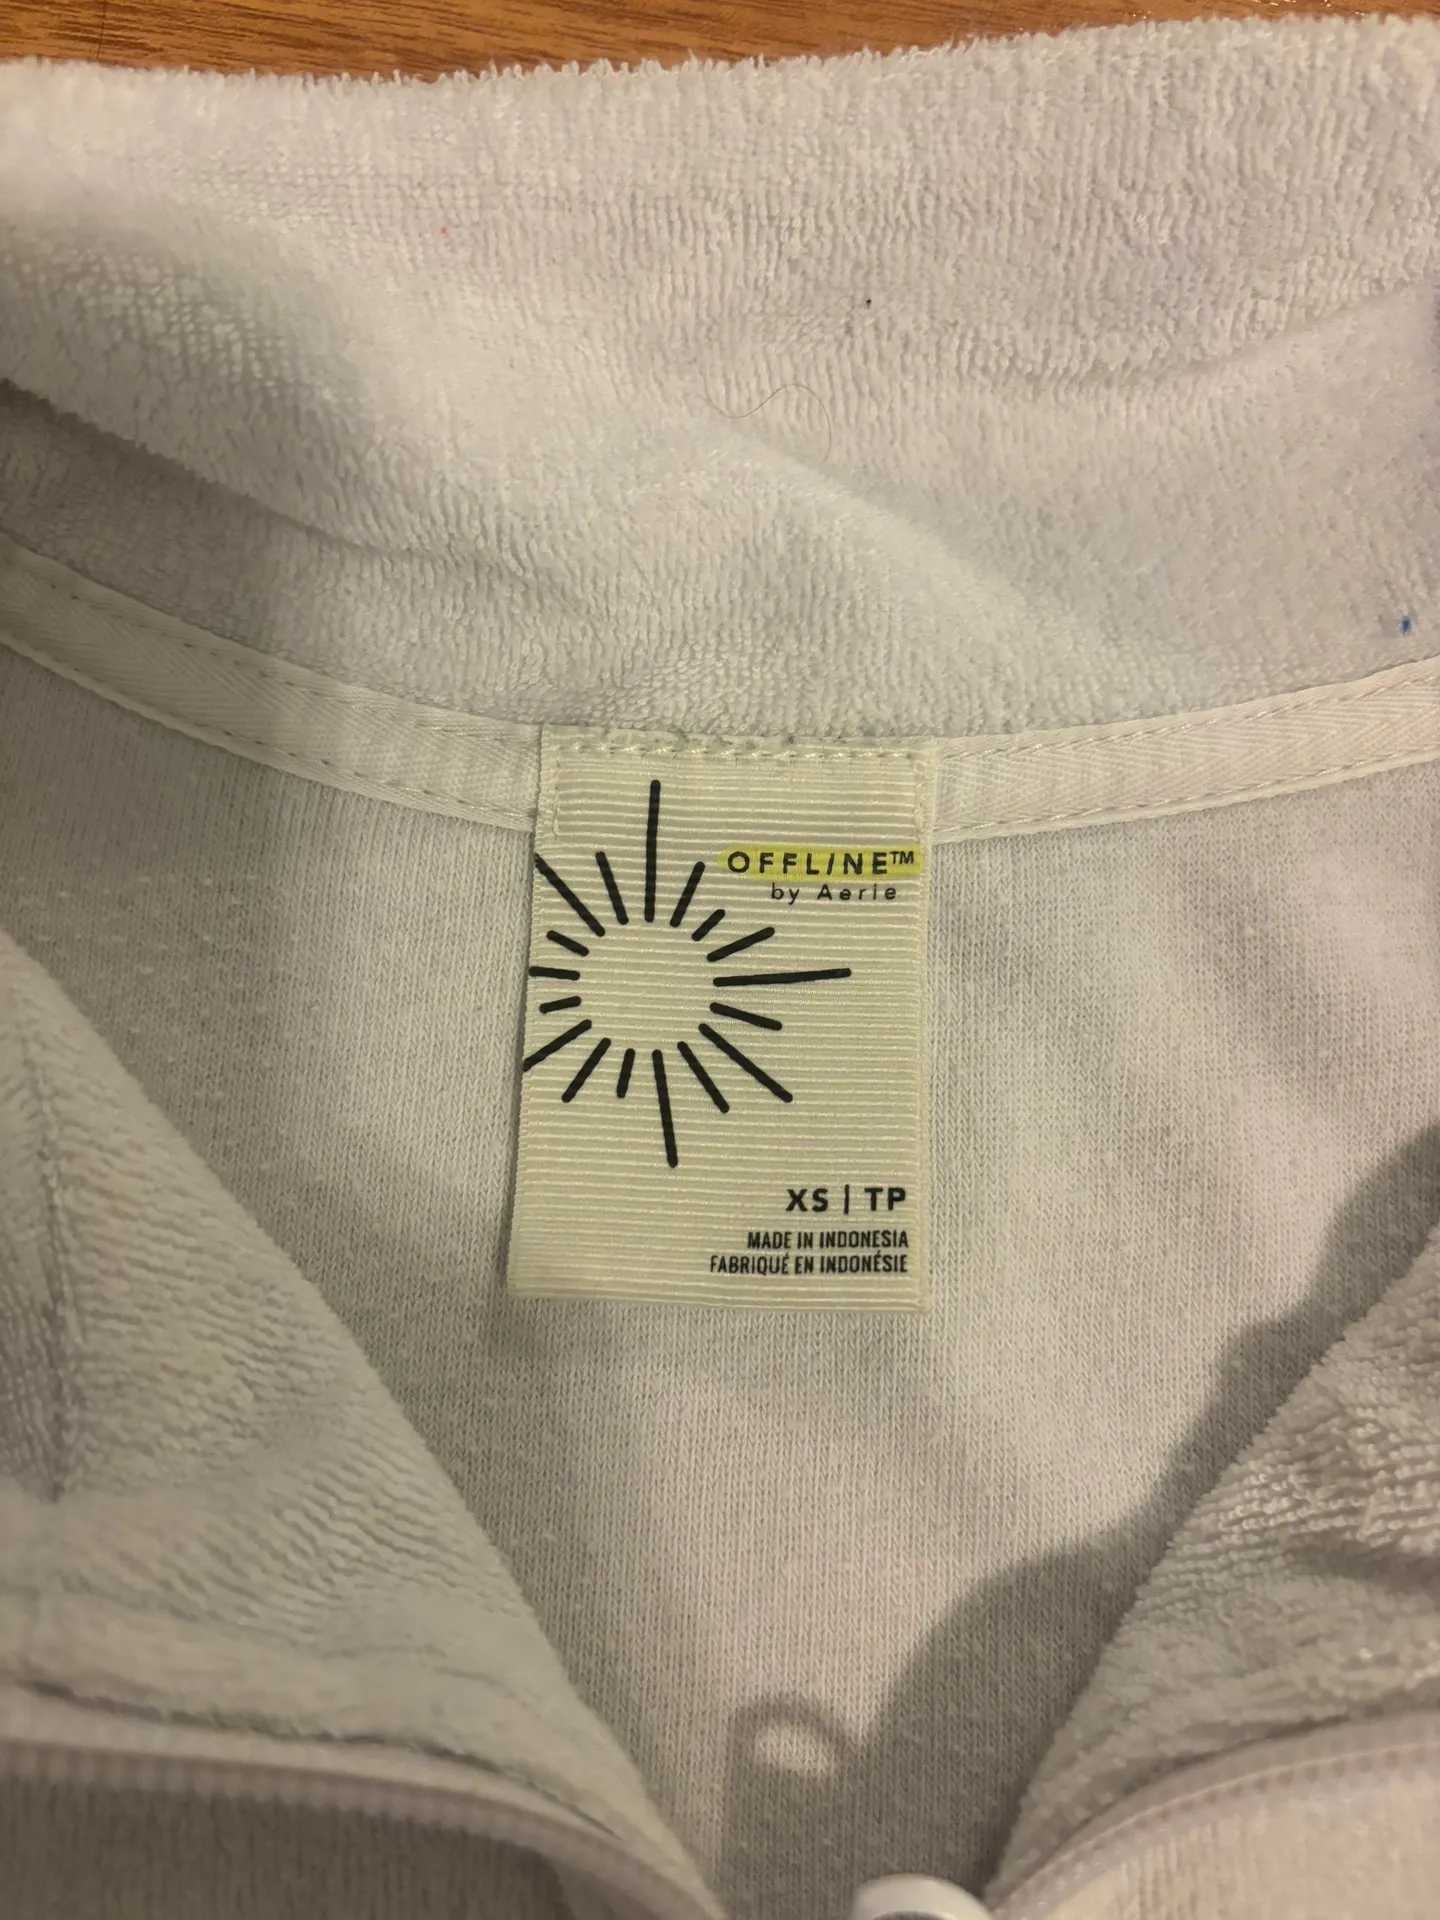 OFFLINE™
by Aerie
XS | TP
MADE IN INDONESIA
FABRIQUÉ EN INDONÉSIE